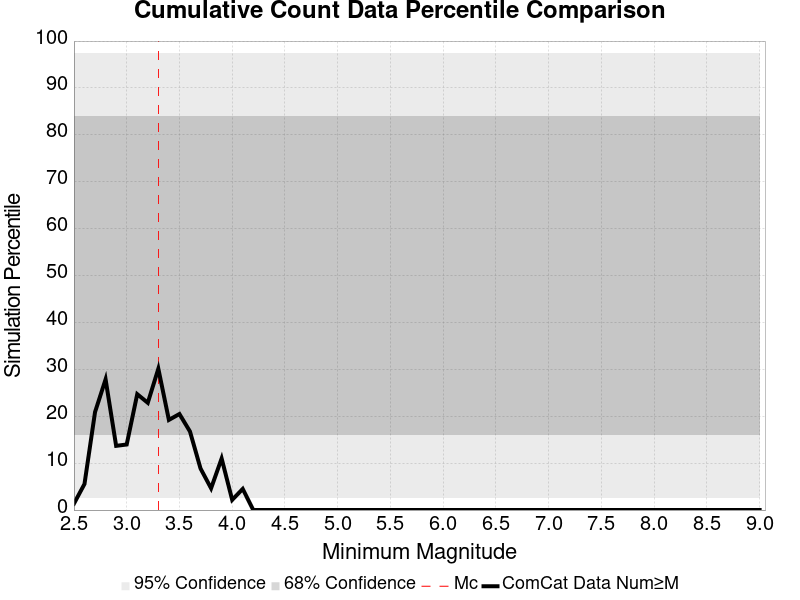 Cumulative Count Data Percentile Comparison
100
90
80
70
60
50
40
30
20
10
0
Simulation Percentile
2.5 3.0 3.5 4.0 4.5 5.0 5.5 6.0 6.5 7.0 7.5 8.0 8.5 9.0
Minimum Magnitude
95% Confidence 68% Confidence Mc ComCat Data Num≥M